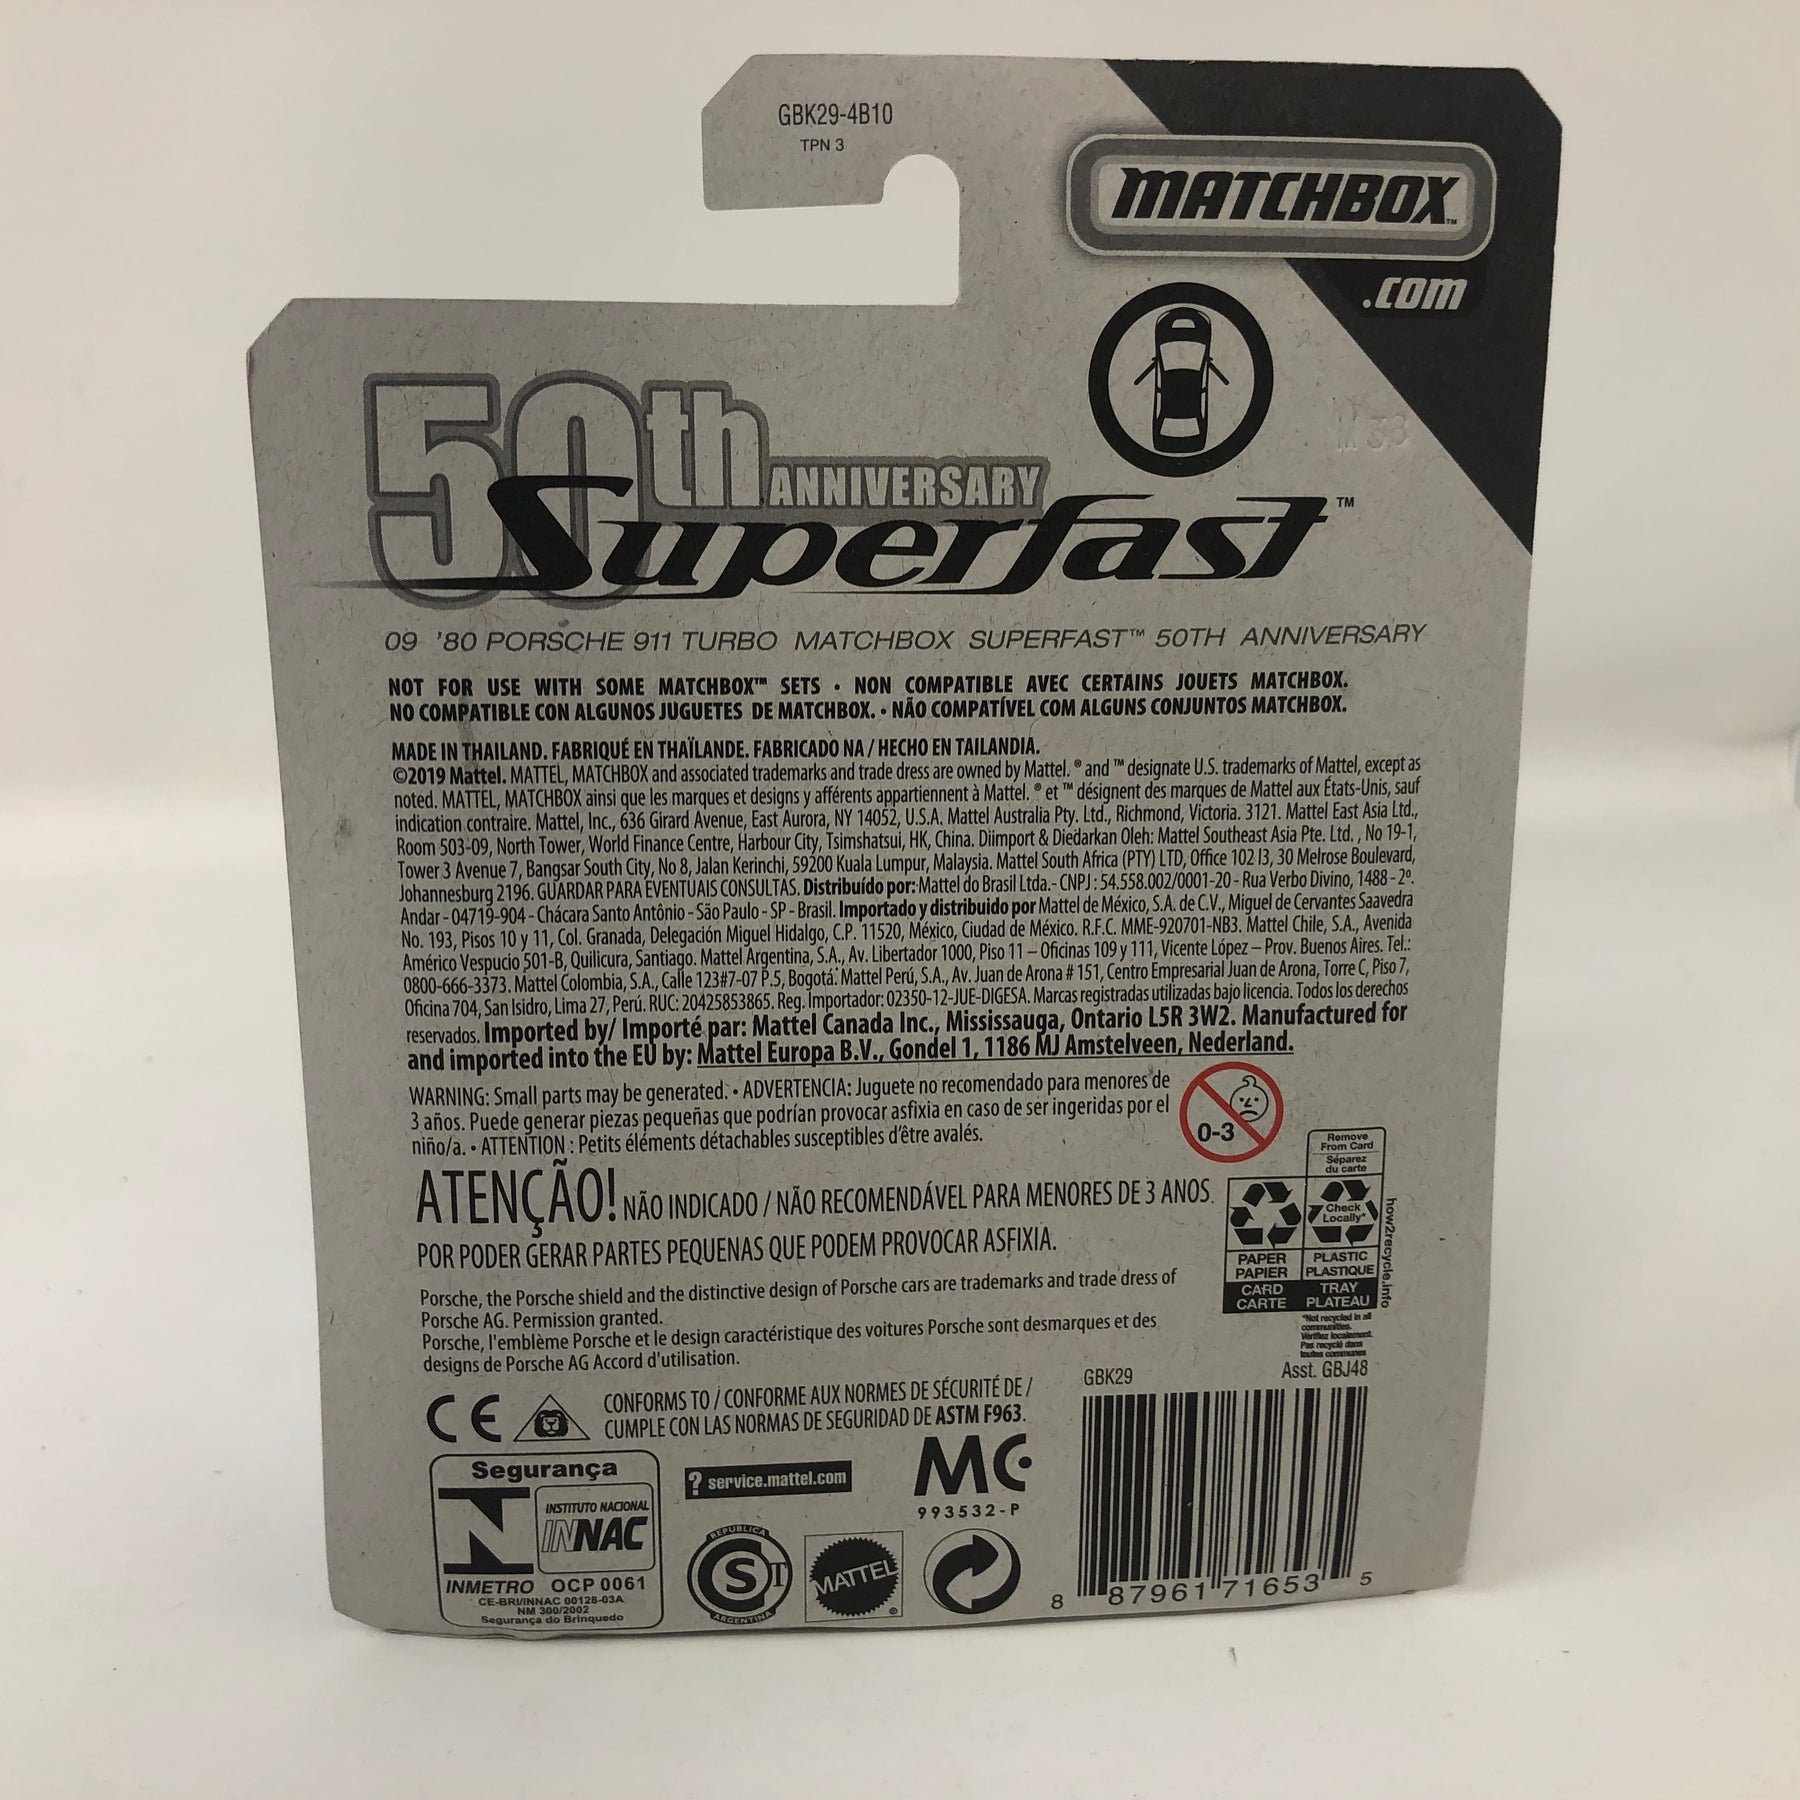 GBK29-4B10
TPN 3
MATCHBOX™
.com
M 38
50th ANNIVERSARY
Superfast™
09 '80 PORSCHE 911 TURBO MATCHBOX SUPERFAST™ 50TH ANNIVERSARY
NOT FOR USE WITH SOME MATCHBOX™ SETS • NON COMPATIBLE AVEC CERTAINS JOUETS MATCHBOX.
NO COMPATIBLE CON ALGUNOS JUGUETES DE MATCHBOX. • NÃO COMPATÍVEL COM ALGUNS CONJUNTOS MATCHBOX.
MADE IN THAILAND. FABRIQUÉ EN THAÏLANDE. FABRICADO NA / HECHO EN TAILANDIA.
©2019 Mattel. MATTEL, MATCHBOX and associated trademarks and trade dress are owned by Mattel. ® and ™ designate U.S. trademarks of Mattel, except as
noted. MATTEL, MATCHBOX ainsi que les marques et designs y afférents appartiennent à Mattel. ® et ™ désignent des marques de Mattel aux États-Unis, sauf
indication contraire. Mattel, Inc., 636 Girard Avenue, East Aurora, NY 14052, U.S.A. Mattel Australia Pty. Ltd., Richmond, Victoria. 3121. Mattel East Asia Ltd.,
Room 503-09, North Tower, World Finance Centre, Harbour City, Tsimshatsui, HK, China. Diimport & Diedarkan Oleh: Mattel Southeast Asia Pte. Ltd. , No 19-1,
Tower 3 Avenue 7, Bangsar South City, No 8, Jalan Kerinchi, 59200 Kuala Lumpur, Malaysia. Mattel South Africa (PTY) LTD, Office 102 I3, 30 Melrose Boulevard,
Johannesburg 2196. GUARDAR PARA EVENTUAIS CONSULTAS. Distribuído por: Mattel do Brasil Ltda.- CNPJ : 54.558.002/0001-20 - Rua Verbo Divino, 1488 - 2º.
Andar - 04719-904 - Chácara Santo Antônio - São Paulo - SP - Brasil. Importado y distribuido por Mattel de México, S.A. de C.V., Miguel de Cervantes Saavedra
No. 193, Pisos 10 y 11, Col. Granada, Delegación Miguel Hidalgo, C.P. 11520, México, Ciudad de México. R.F.C. MME-920701-NB3. Mattel Chile, S.A., Avenida
Américo Vespucio 501-B, Quilicura, Santiago. Mattel Argentina, S.A., Av. Libertador 1000, Piso 11 – Oficinas 109 y 111, Vicente López – Prov. Buenos Aires. Tel.:
0800-666-3373. Mattel Colombia, S.A., Calle 123#7-07 P.5, Bogotá. Mattel Perú, S.A., Av. Juan de Arona # 151, Centro Empresarial Juan de Arona, Torre C, Piso 7,
Oficina 704, San Isidro, Lima 27, Perú. RUC: 20425853865. Reg. Importador: 02350-12-JUE-DIGESA. Marcas registradas utilizadas bajo licencia. Todos los derechos
reservados. Imported by/ Importé par: Mattel Canada Inc., Mississauga, Ontario L5R 3W2. Manufactured for
and imported into the EU by: Mattel Europa B.V., Gondel 1, 1186 MJ Amstelveen, Nederland.
WARNING: Small parts may be generated. • ADVERTENCIA: Juguete no recomendado para menores de
3 años. Puede generar piezas pequeñas que podrían provocar asfixia en caso de ser ingeridas por el
niño/a. • ATTENTION : Petits éléments détachables susceptibles d'être avalés.
0-3
ATENÇÃO! NÃO INDICADO / NÃO RECOMENDÁVEL PARA MENORES DE 3 ANOS.
POR PODER GERAR PARTES PEQUENAS QUE PODEM PROVOCAR ASFIXIA.
Remove
From Card
Séparez
du carte
Check
Locally*
PAPER
PAPIER
CARD
CARTE
PLASTIC
PLASTIQUE
TRAY
PLATEAU
how2recycle.info
*Not recycled in all
communities.
Vérifiez localement.
Pas recyclé dans
toutes communes
Porsche, the Porsche shield and the distinctive design of Porsche cars are trademarks and trade dress of
Porsche AG. Permission granted.
Porsche, l'emblème Porsche et le design caractéristique des voitures Porsche sont desmarques et des
designs de Porsche AG Accord d'utilisation.
GBK29
Asst. GBJ48
CE
CONFORMS TO / CONFORME AUX NORMES DE SÉCURITÉ DE /
CUMPLE CON LAS NORMAS DE SEGURIDAD DE ASTM F963.
Segurança
INSTITUTO NACIONAL
INNAC
INMETRO OCP 0061
CE-BRI/INNAC 00128-03A
NM 300/2002
Segurança do Brinquedo
? service.mattel.com
MC
993532-P
REPUBLICA
S T
ARGENTINA
MATTEL ®
8 87961 71653 5